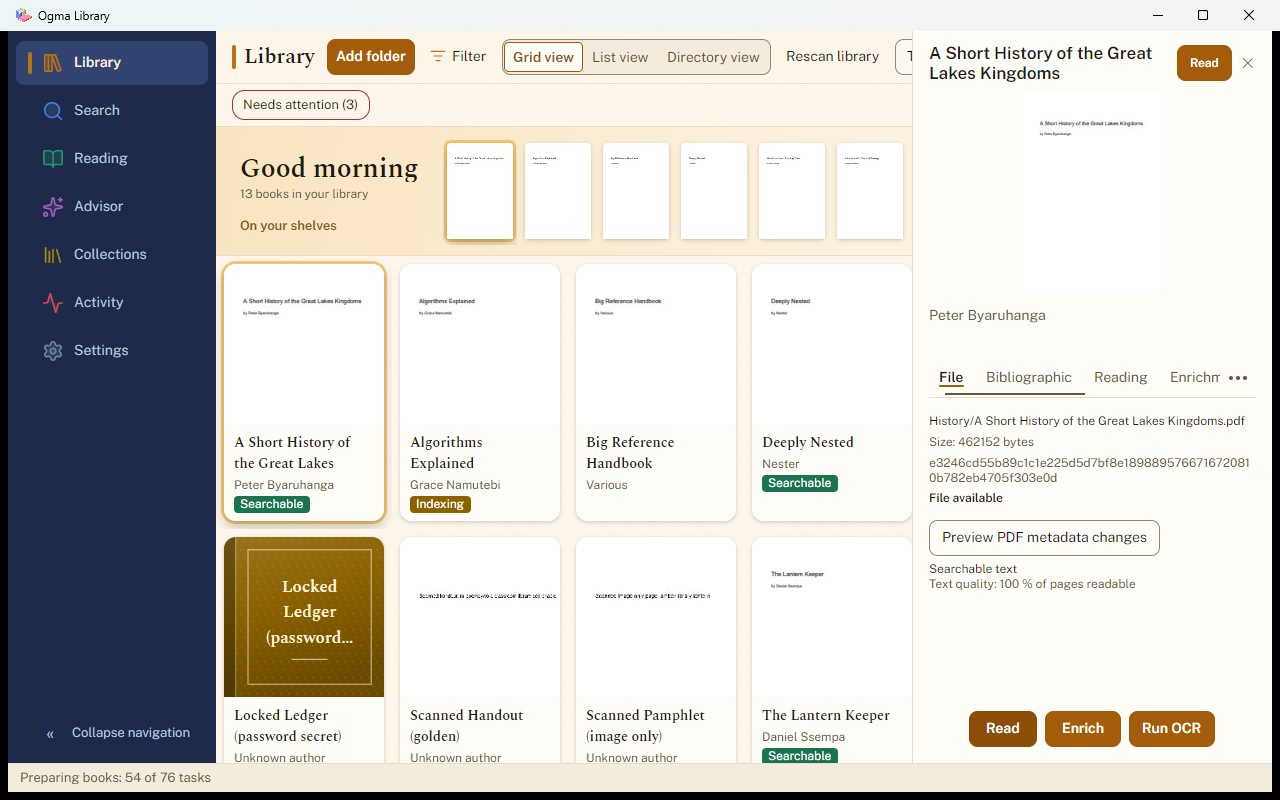 Ogma Library
Library
Search
Reading
Advisor
Collections
Activity
Settings
« Collapse navigation
Library
Add folder
Filter
Grid view
List view
Directory view
Rescan library
Needs attention (3)
Good morning
13 books in your library
On your shelves
A Short History of the Great Lakes Kingdoms
by Peter Byaruhanga
A Short History of
the Great Lakes
Peter Byaruhanga
Searchable
Algorithms Explained
by Grace Namutebi
Algorithms
Explained
Grace Namutebi
Indexing
Big Reference Handbook
by Various
Big Reference
Handbook
Various
Deeply Nested
by Nester
Deeply Nested
Nester
Searchable
Locked
Ledger
(password...
Locked Ledger
(password secret)
Unknown author
Scanned Handout
(golden)
Unknown author
Scanned Pamphlet
(image only)
Unknown author
The Lantern Keeper
by Daniel Ssempa
The Lantern Keeper
Daniel Ssempa
Searchable
A Short History of the Great
Lakes Kingdoms
Read
A Short History of the Great Lakes Kingdoms
by Peter Byaruhanga
Peter Byaruhanga
File
Bibliographic
Reading
Enrichm
History/A Short History of the Great Lakes Kingdoms.pdf
Size: 462152 bytes
e3246cd55b89c1c1e225d5d7bf8e189889576671672081
0b782eb4705f303e0d
File available
Preview PDF metadata changes
Searchable text
Text quality: 100 % of pages readable
Read
Enrich
Run OCR
Preparing books: 54 of 76 tasks